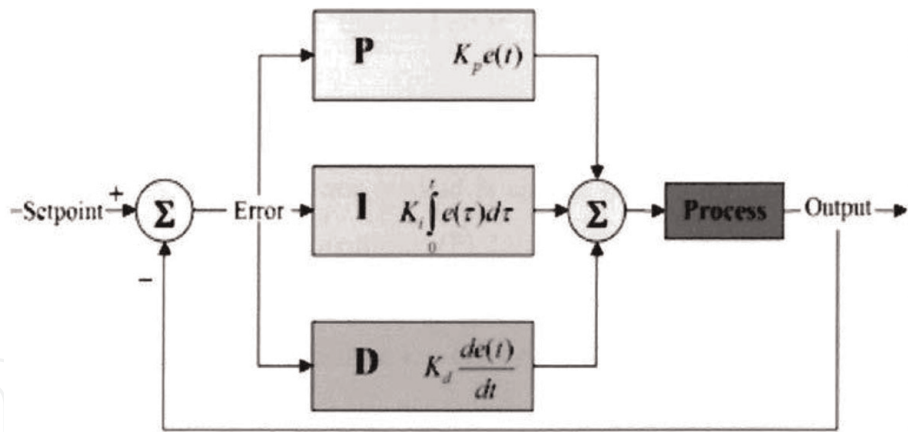 P K_p e(t)
Setpoint + Σ Error I K_i ∫_0^t e(τ)dτ Σ Process Output
−
D K_d de(t)/dt